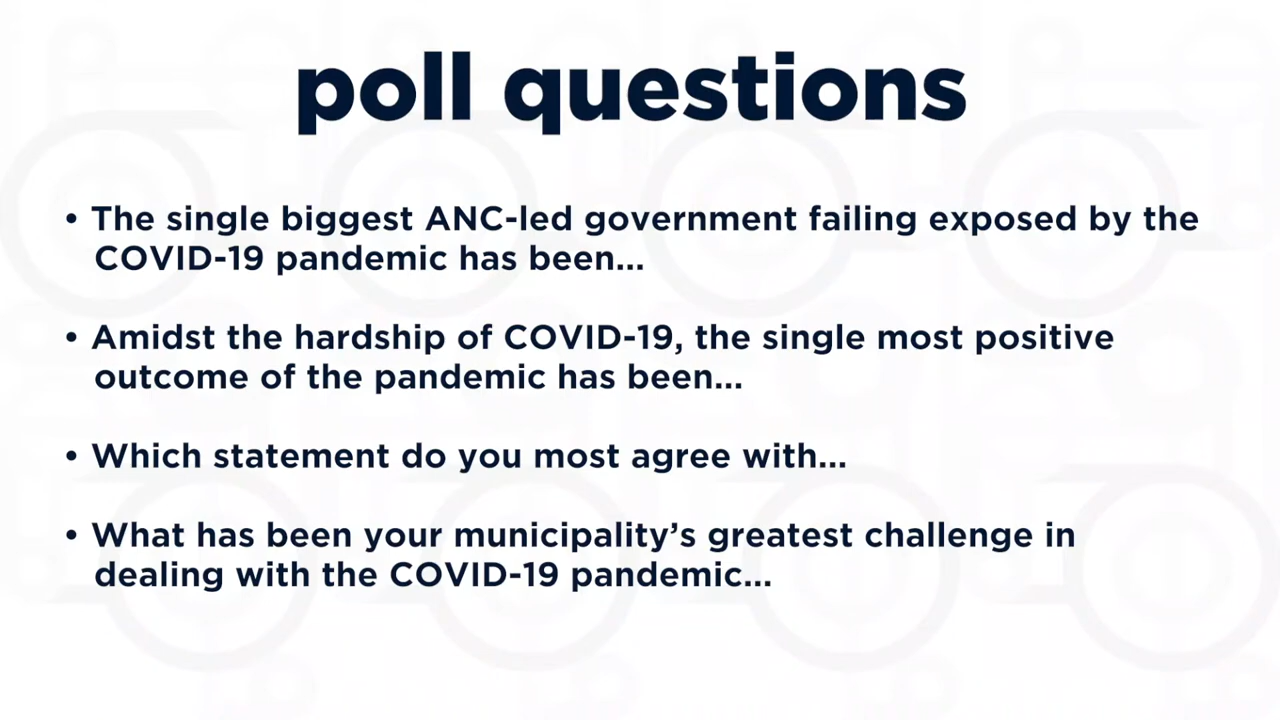 poll questions
• The single biggest ANC-led government failing exposed by the
COVID-19 pandemic has been...
• Amidst the hardship of COVID-19, the single most positive
outcome of the pandemic has been...
• Which statement do you most agree with...
• What has been your municipality’s greatest challenge in
dealing with the COVID-19 pandemic...